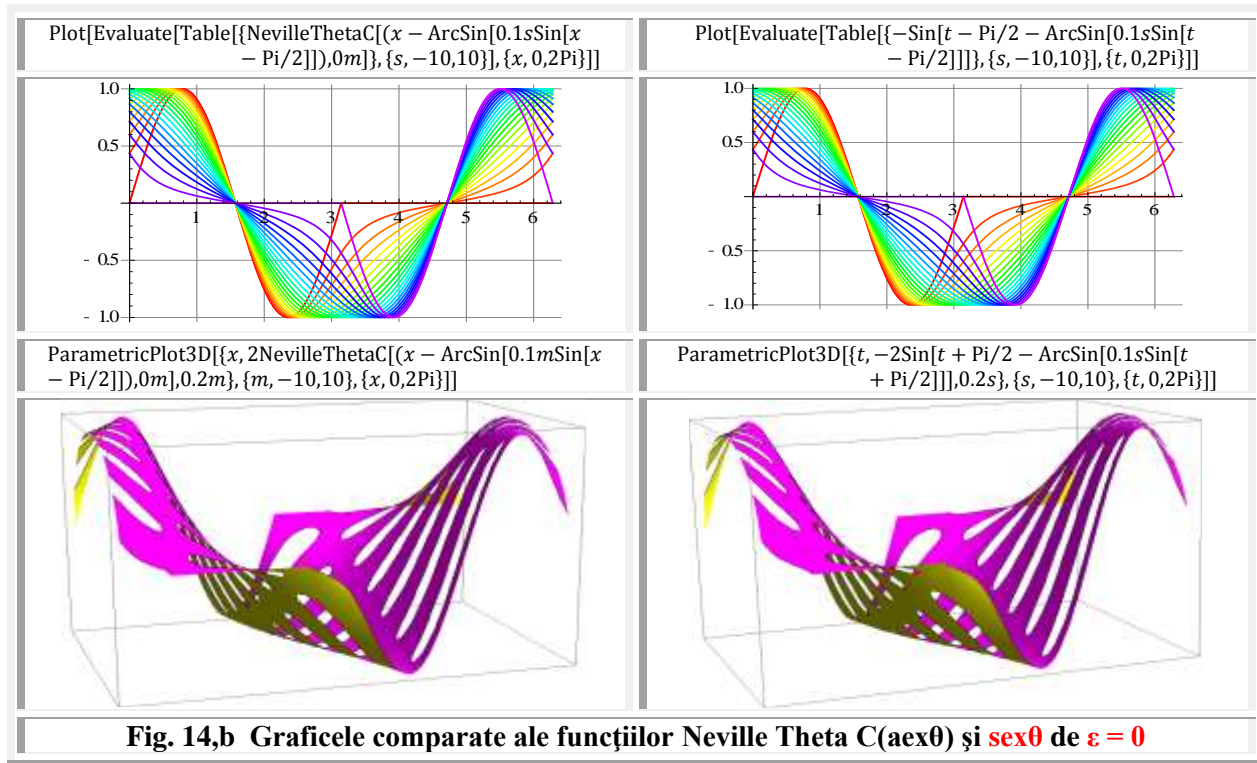 Plot[Evaluate[Table[{NevilleThetaC[(x − ArcSin[0.1sSin[x
− Pi/2]]),0m]},{s, −10,10}],{x, 0,2Pi}]]
Plot[Evaluate[Table[{−Sin[t − Pi/2 − ArcSin[0.1sSin[t
− Pi/2]]]},{s, −10,10}],{t, 0,2Pi}]]
1.0
0.5
1 2 3 4 5 6
- 0.5
- 1.0
1.0
0.5
1 2 3 4 5 6
- 0.5
- 1.0
ParametricPlot3D[{x, 2NevilleThetaC[(x − ArcSin[0.1mSin[x
− Pi/2]]),0m],0.2m},{m, −10,10},{x, 0,2Pi}]]
ParametricPlot3D[{t, −2Sin[t + Pi/2 − ArcSin[0.1sSin[t
+ Pi/2]]],0.2s},{s, −10,10},{t, 0,2Pi}]]
Fig. 14,b Graficele comparate ale funcţiilor Neville Theta C(aexθ) şi sexθ de ε = 0